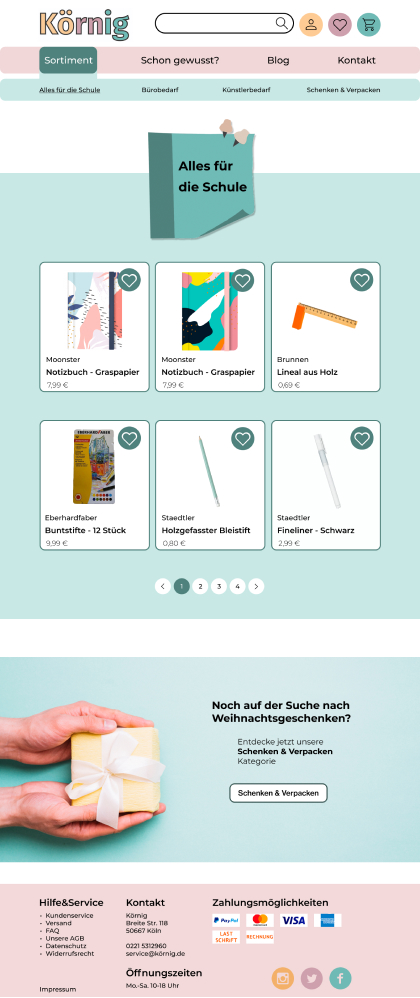 Körnig
Sortiment
Schon gewusst?
Blog
Kontakt
Alles für die Schule
Bürobedarf
Künstlerbedarf
Schenken & Verpacken
Alles für
die Schule
Moonster
Notizbuch - Graspapier
7,99 €
Moonster
Notizbuch - Graspapier
7,99 €
Brunnen
Lineal aus Holz
0,69 €
EBERHARDFABER
Eberhardfaber
Buntstifte - 12 Stück
9,99 €
Staedtler
Holzgefasster Bleistift
0,80 €
Staedtler
Fineliner - Schwarz
2,99 €
1 2 3 4
Noch auf der Suche nach
Weihnachtsgeschenken?
Entdecke jetzt unsere
Schenken & Verpacken
Kategorie
Schenken & Verpacken
Hilfe&Service
• Kundenservice
• Versand
• FAQ
• Unsere AGB
• Datenschutz
• Widerrufsrecht
Impressum
Kontakt
Körnig
Breite Str. 118
50667 Köln
0221 5312960
service@körnig.de
Öffnungszeiten
Mo.-Sa. 10-18 Uhr
Zahlungsmöglichkeiten
PayPal
mastercard
VISA
LAST
SCHRIFT
RECHNUNG